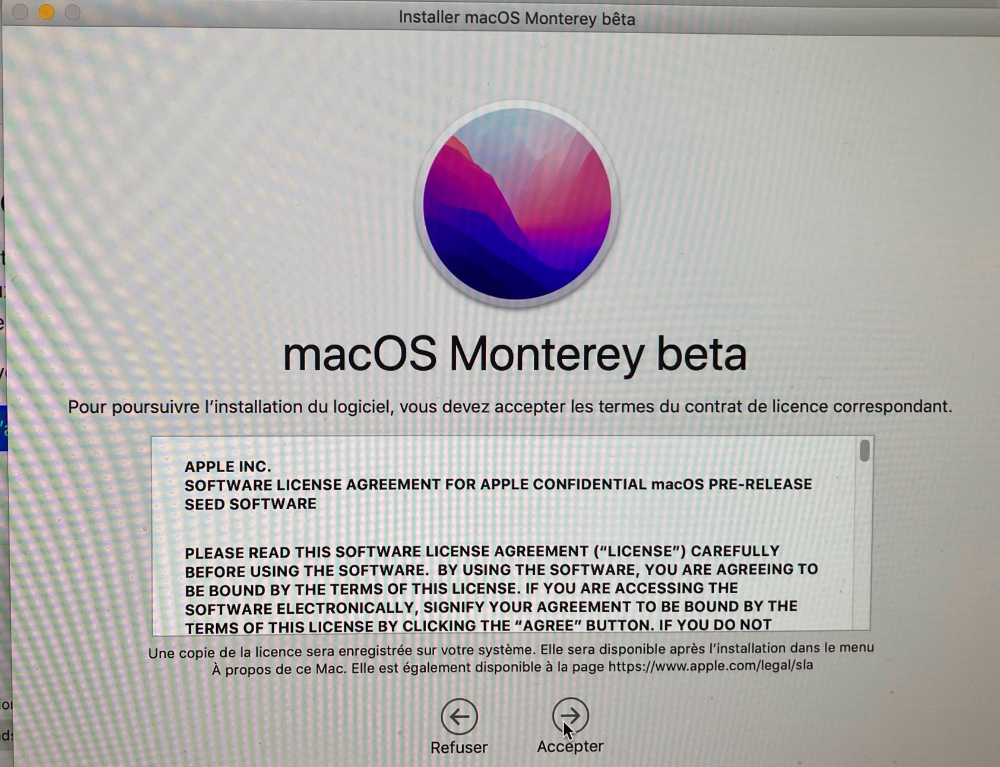 Installer macOS Monterey bêta
macOS Monterey beta
Pour poursuivre l’installation du logiciel, vous devez accepter les termes du contrat de licence correspondant.
APPLE INC.
SOFTWARE LICENSE AGREEMENT FOR APPLE CONFIDENTIAL macOS PRE-RELEASE
SEED SOFTWARE
PLEASE READ THIS SOFTWARE LICENSE AGREEMENT (“LICENSE”) CAREFULLY
BEFORE USING THE SOFTWARE.  BY USING THE SOFTWARE, YOU ARE AGREEING TO
BE BOUND BY THE TERMS OF THIS LICENSE. IF YOU ARE ACCESSING THE
SOFTWARE ELECTRONICALLY, SIGNIFY YOUR AGREEMENT TO BE BOUND BY THE
TERMS OF THIS LICENSE BY CLICKING THE “AGREE” BUTTON. IF YOU DO NOT
Une copie de la licence sera enregistrée sur votre système. Elle sera disponible après l’installation dans le menu
À propos de ce Mac. Elle est également disponible à la page https://www.apple.com/legal/sla
Refuser
Accepter